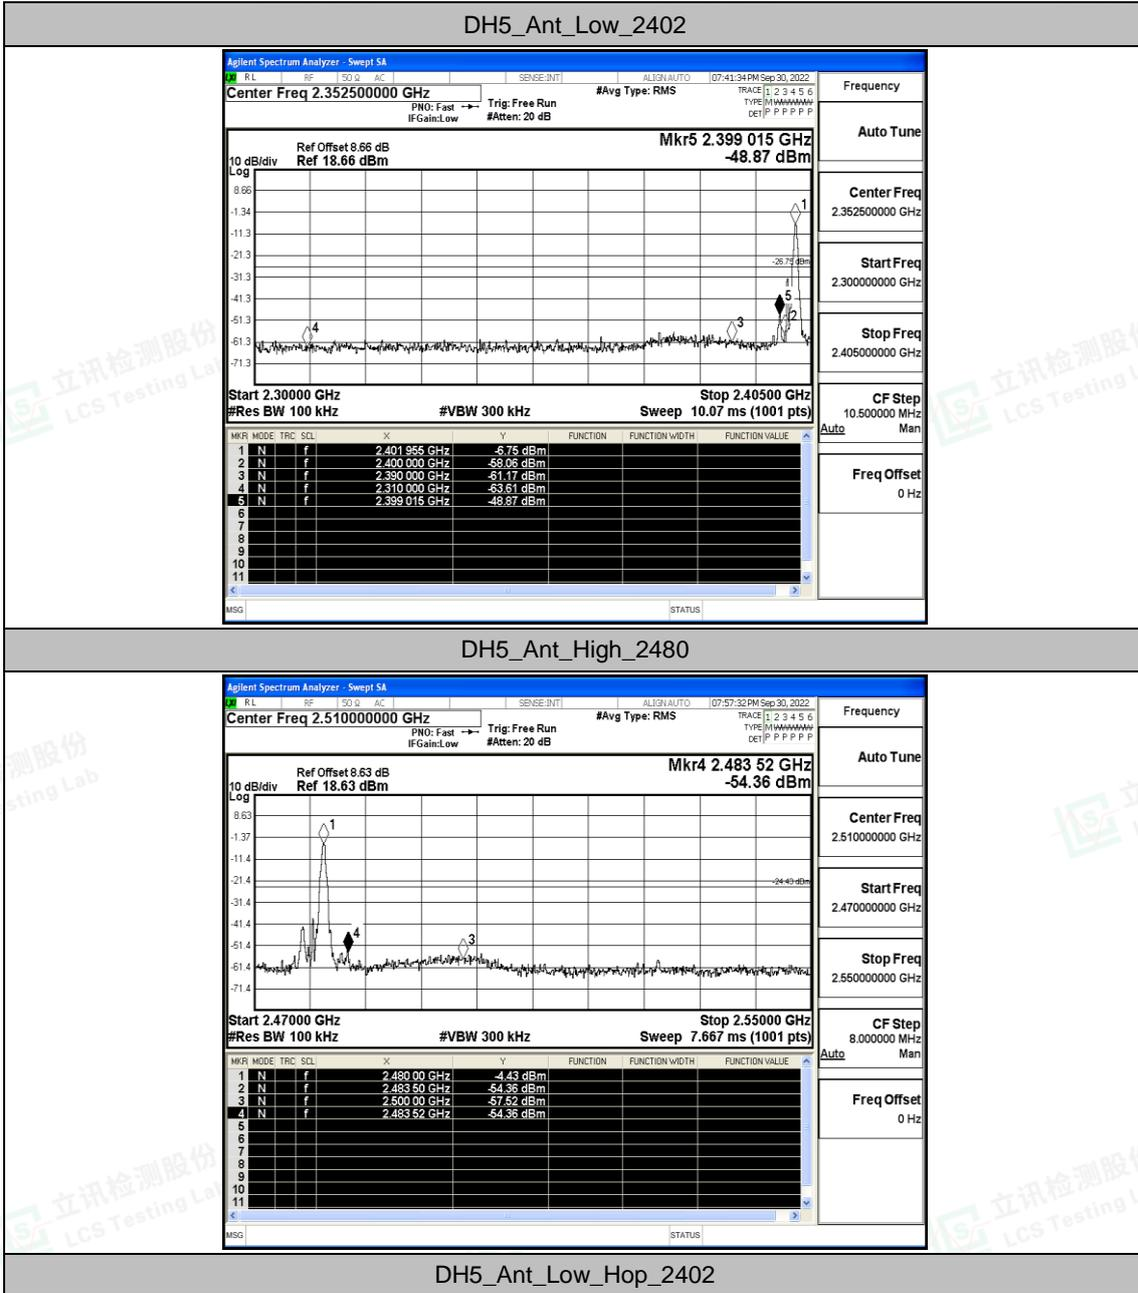 DH5_Ant_Low_2402
Agilent Spectrum Analyzer - Swept SA
LXI RL RF 50 Ω AC SENSE:INT ALIGN AUTO 07:41:34 PM Sep 30, 2022
Center Freq 2.352500000 GHz #Avg Type: RMS TRACE 1 2 3 4 5 6
PNO: Fast Trig: Free Run TYPE M WWWWW
IFGain:Low #Atten: 20 dB DET P P P P P P
Frequency
Auto Tune
Mkr5 2.399 015 GHz
-48.87 dBm
Ref Offset 8.66 dB
10 dB/div Ref 18.66 dBm
Log
8.66
-1.34
-11.3
-21.3
-31.3
-41.3
-51.3
-61.3
-71.3
-26.75 dBm
1
5
2
3
4
Start 2.30000 GHz Stop 2.40500 GHz
#Res BW 100 kHz #VBW 300 kHz Sweep 10.07 ms (1001 pts)
Center Freq
2.352500000 GHz
Start Freq
2.300000000 GHz
Stop Freq
2.405000000 GHz
CF Step
10.500000 MHz
Auto Man
Freq Offset
0 Hz
MKR MODE TRC SCL X Y FUNCTION FUNCTION WIDTH FUNCTION VALUE
1 N f 2.401 955 GHz -6.75 dBm
2 N f 2.400 000 GHz -58.06 dBm
3 N f 2.390 000 GHz -61.17 dBm
4 N f 2.310 000 GHz -63.61 dBm
5 N f 2.399 015 GHz -48.87 dBm
6
7
8
9
10
11
MSG STATUS
DH5_Ant_High_2480
Agilent Spectrum Analyzer - Swept SA
LXI RL RF 50 Ω AC SENSE:INT ALIGN AUTO 07:57:32 PM Sep 30, 2022
Center Freq 2.510000000 GHz #Avg Type: RMS TRACE 1 2 3 4 5 6
PNO: Fast Trig: Free Run TYPE M WWWWW
IFGain:Low #Atten: 20 dB DET P P P P P P
Frequency
Auto Tune
Mkr4 2.483 52 GHz
-54.36 dBm
Ref Offset 8.63 dB
10 dB/div Ref 18.63 dBm
Log
8.63
-1.37
-11.4
-21.4
-31.4
-41.4
-51.4
-61.4
-71.4
-24.43 dBm
1
4
3
Start 2.47000 GHz Stop 2.55000 GHz
#Res BW 100 kHz #VBW 300 kHz Sweep 7.667 ms (1001 pts)
Center Freq
2.510000000 GHz
Start Freq
2.470000000 GHz
Stop Freq
2.550000000 GHz
CF Step
8.000000 MHz
Auto Man
Freq Offset
0 Hz
MKR MODE TRC SCL X Y FUNCTION FUNCTION WIDTH FUNCTION VALUE
1 N f 2.480 00 GHz -4.43 dBm
2 N f 2.483 50 GHz -54.36 dBm
3 N f 2.500 00 GHz -57.52 dBm
4 N f 2.483 52 GHz -54.36 dBm
5
6
7
8
9
10
11
MSG STATUS
DH5_Ant_Low_Hop_2402
立讯检测股份
LCS Testing Lab